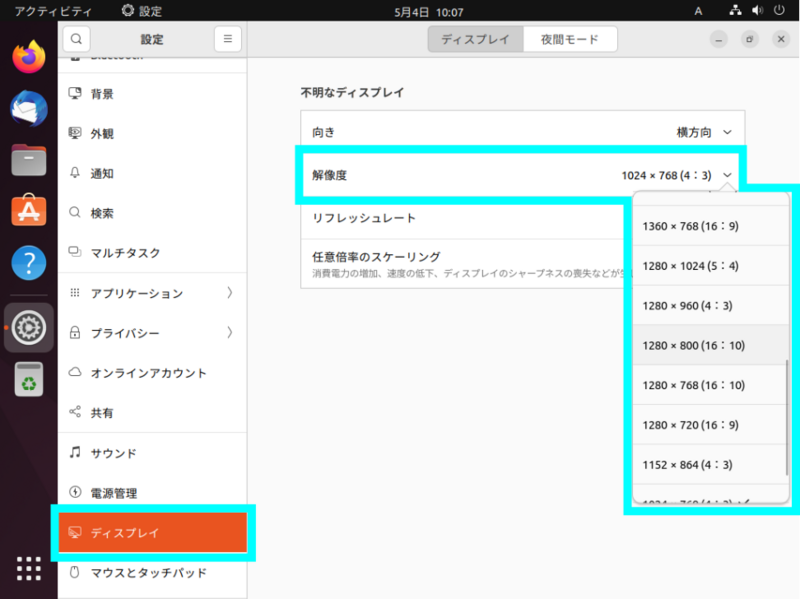 アクティビティ 設定 5月4日 10:07 A
設定 ディスプレイ 夜間モード
Bluetooth
背景
外観
通知
検索
マルチタスク
アプリケーション
プライバシー
オンラインアカウント
共有
サウンド
電源管理
ディスプレイ
マウスとタッチパッド
不明なディスプレイ
向き 横方向
解像度 1024 × 768 (4：3)
リフレッシュレート
任意倍率のスケーリング
消費電力の増加、速度の低下、ディスプレイのシャープネスの喪失などが
1360 × 768 (16：9)
1280 × 1024 (5：4)
1280 × 960 (4：3)
1280 × 800 (16：10)
1280 × 768 (16：10)
1280 × 720 (16：9)
1152 × 864 (4：3)
1024 × 768 (4：3)